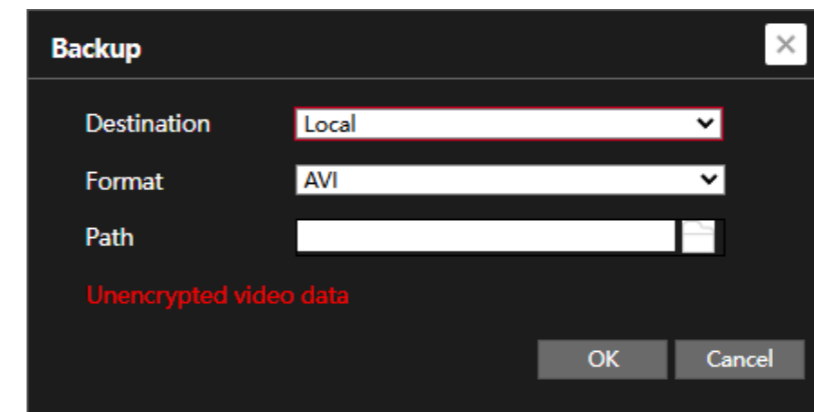 Backup
Destination Local
Format AVI
Path
Unencrypted video data
OK Cancel